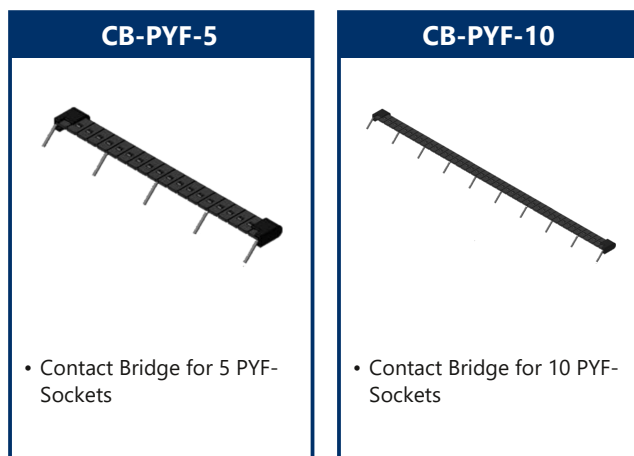 CB-PYF-5
• Contact Bridge for 5 PYF-
Sockets
CB-PYF-10
• Contact Bridge for 10 PYF-
Sockets